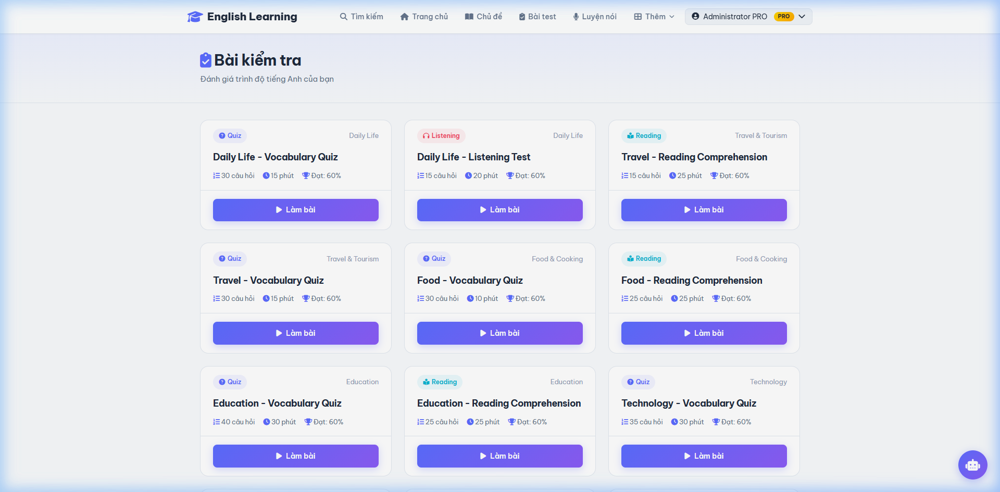 English Learning
Tìm kiếm
Trang chủ
Chủ đề
Bài test
Luyện nói
Thêm
Administrator PRO PRO
Bài kiểm tra
Đánh giá trình độ tiếng Anh của bạn
Quiz Daily Life
Daily Life - Vocabulary Quiz
30 câu hỏi 15 phút Đạt: 60%
Làm bài
Listening Daily Life
Daily Life - Listening Test
15 câu hỏi 20 phút Đạt: 60%
Làm bài
Reading Travel & Tourism
Travel - Reading Comprehension
15 câu hỏi 25 phút Đạt: 60%
Làm bài
Quiz Travel & Tourism
Travel - Vocabulary Quiz
30 câu hỏi 15 phút Đạt: 60%
Làm bài
Quiz Food & Cooking
Food - Vocabulary Quiz
30 câu hỏi 10 phút Đạt: 60%
Làm bài
Reading Food & Cooking
Food - Reading Comprehension
25 câu hỏi 25 phút Đạt: 60%
Làm bài
Quiz Education
Education - Vocabulary Quiz
40 câu hỏi 30 phút Đạt: 60%
Làm bài
Reading Education
Education - Reading Comprehension
25 câu hỏi 25 phút Đạt: 60%
Làm bài
Quiz Technology
Technology - Vocabulary Quiz
35 câu hỏi 30 phút Đạt: 60%
Làm bài